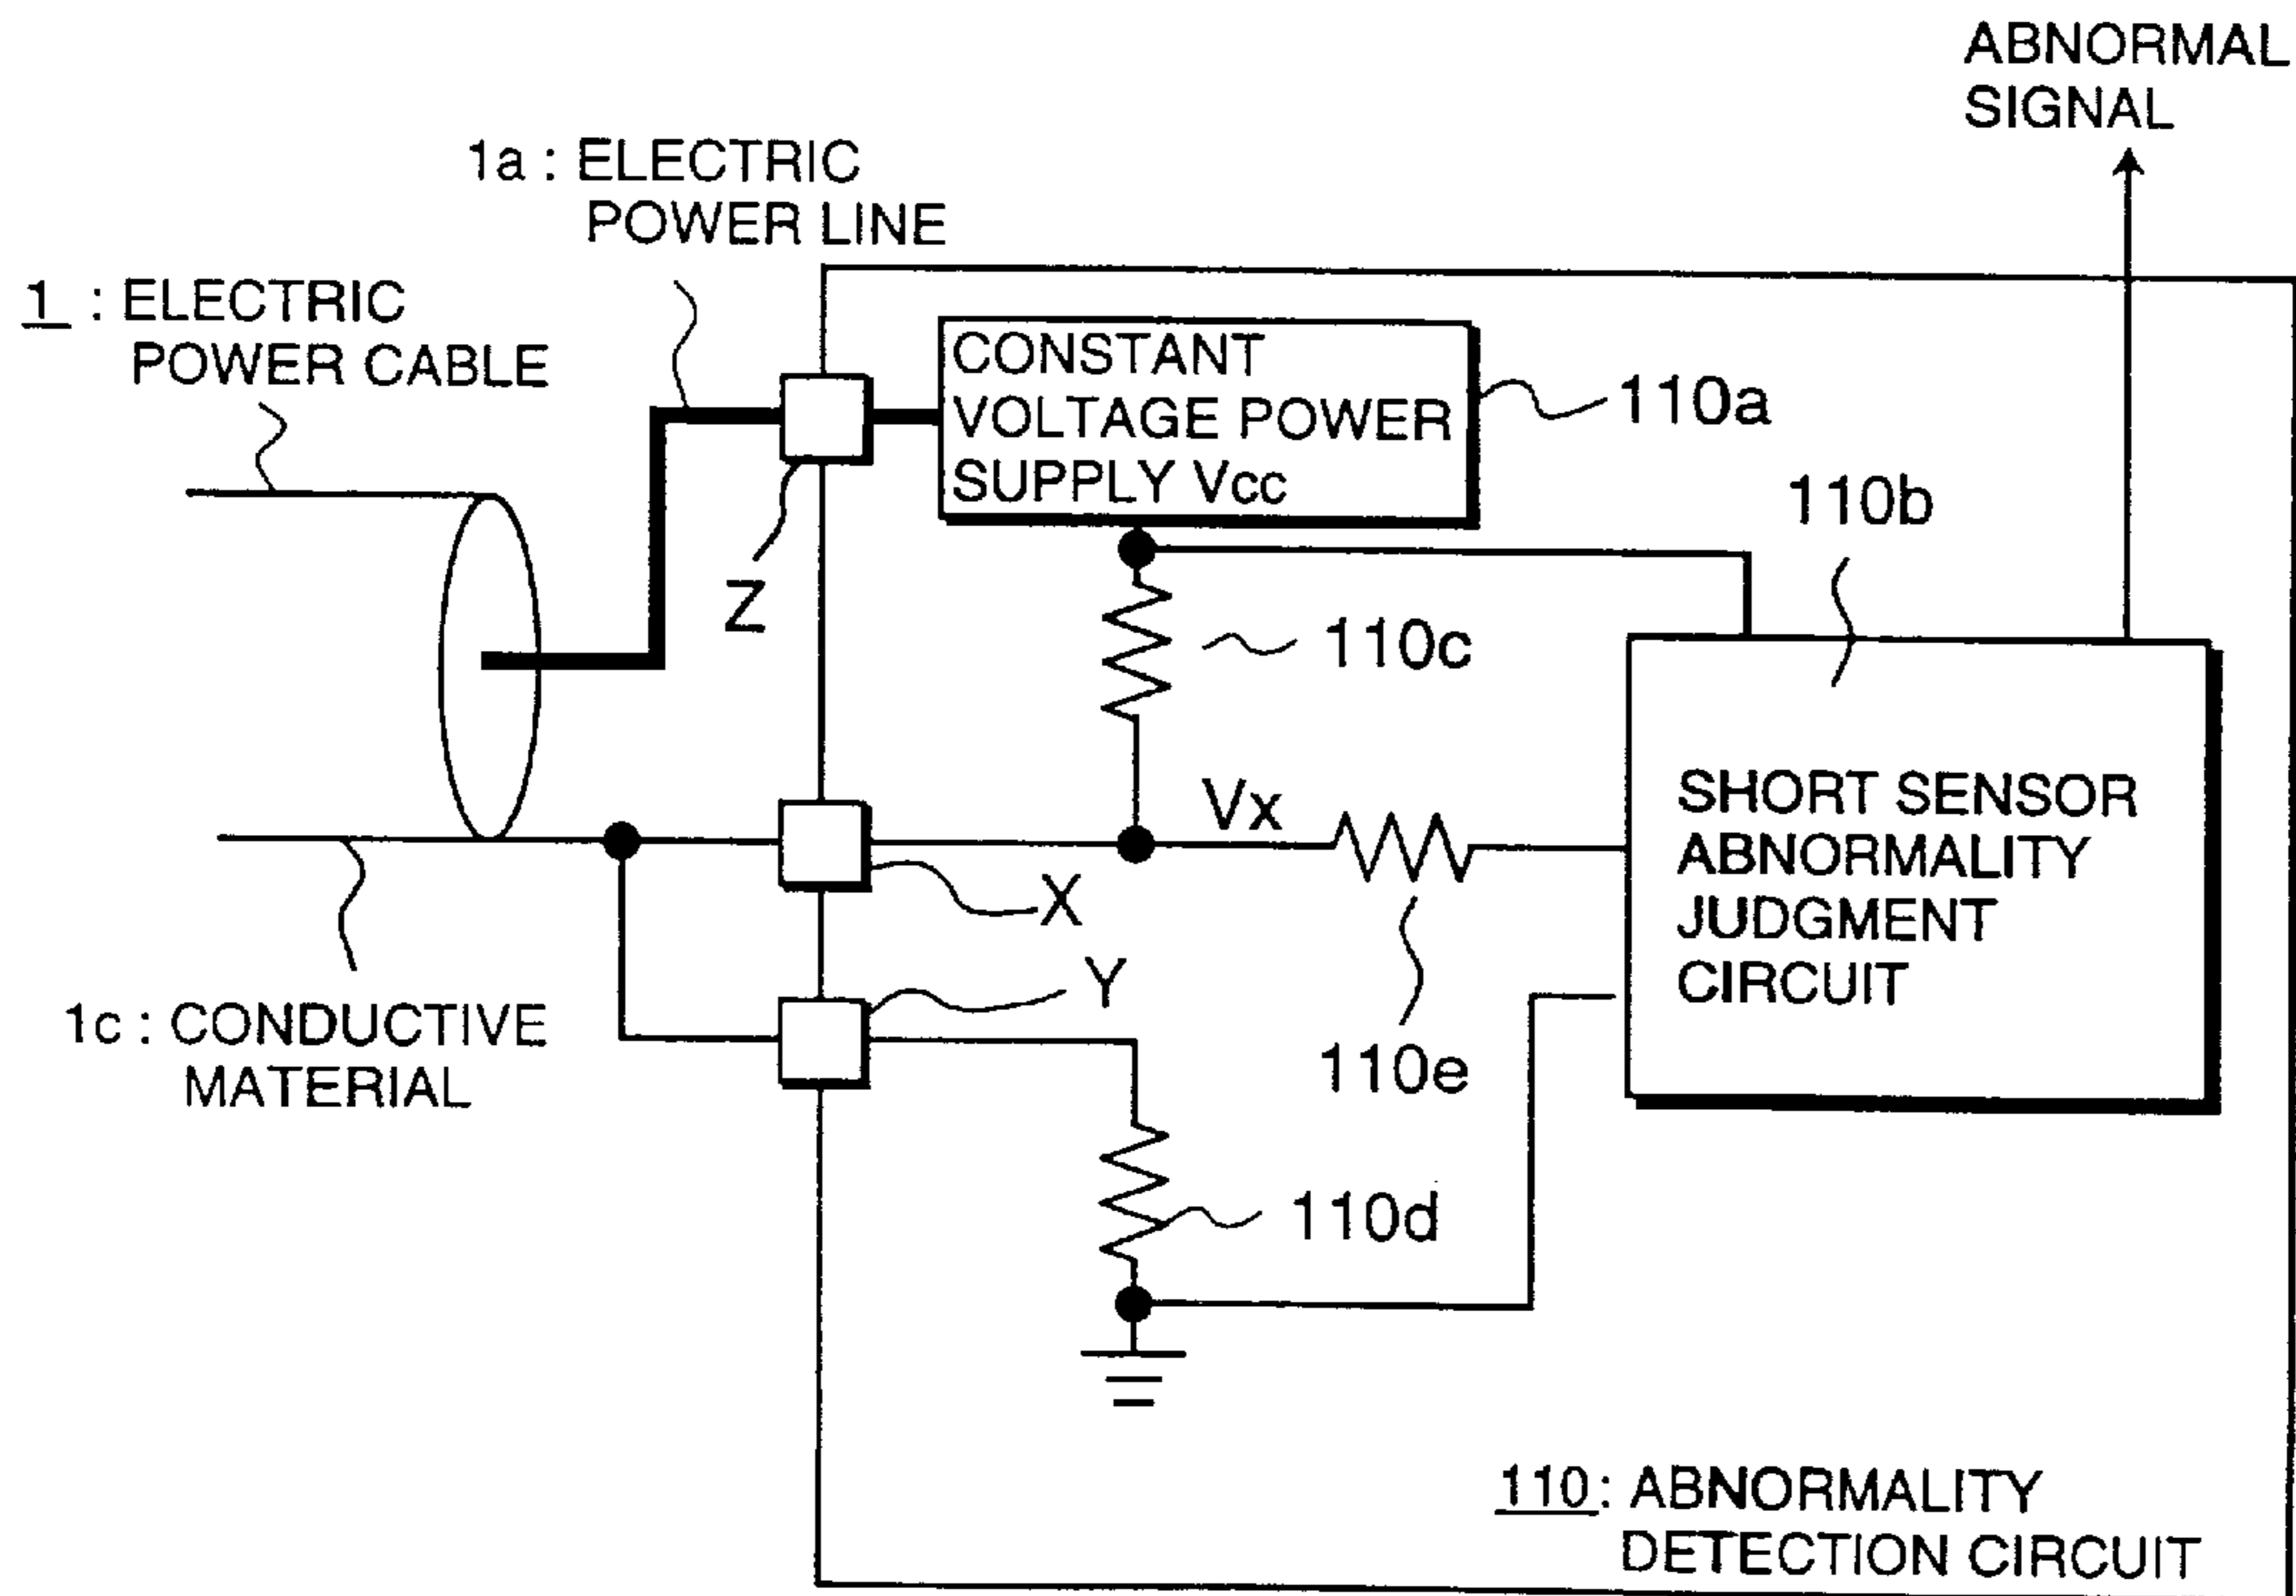 ABNORMAL
SIGNAL
1a : ELECTRIC
POWER LINE
1 : ELECTRIC
POWER CABLE
CONSTANT
VOLTAGE POWER
SUPPLY Vcc
110a
110b
Z
110c
Vx
SHORT SENSOR
ABNORMALITY
JUDGMENT
CIRCUIT
X
Y
1c : CONDUCTIVE
MATERIAL
110e
110d
110 : ABNORMALITY
DETECTION CIRCUIT